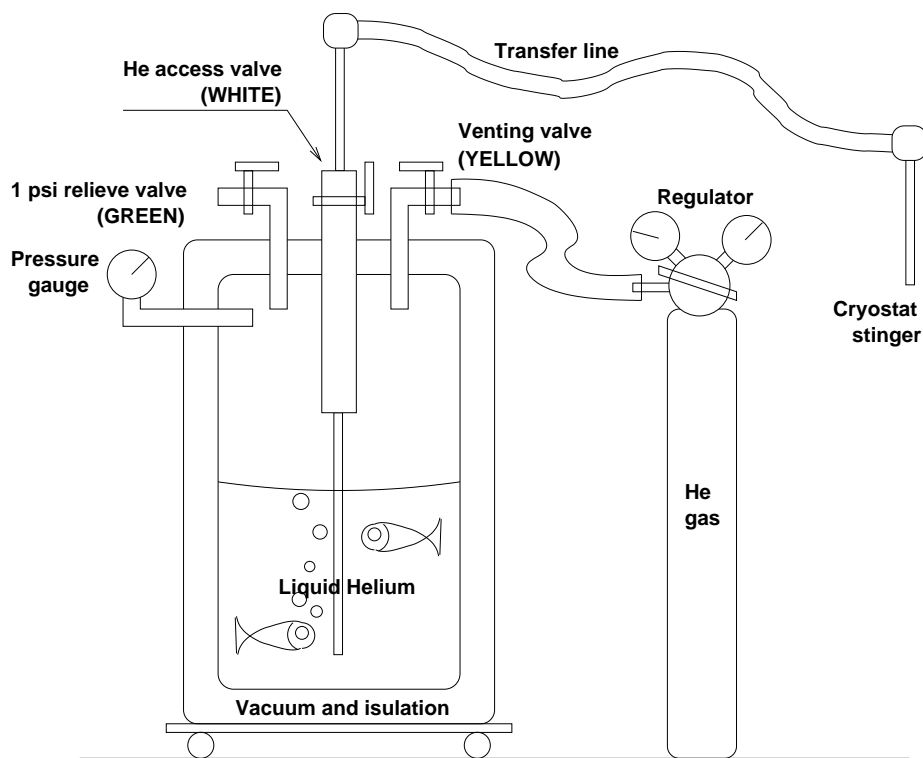 Transfer line
He access valve
(WHITE)
Venting valve
(YELLOW)
1 psi relieve valve
(GREEN)
Regulator
Pressure
gauge
Cryostat
stinger
He
gas
Liquid Helium
Vacuum and isulation